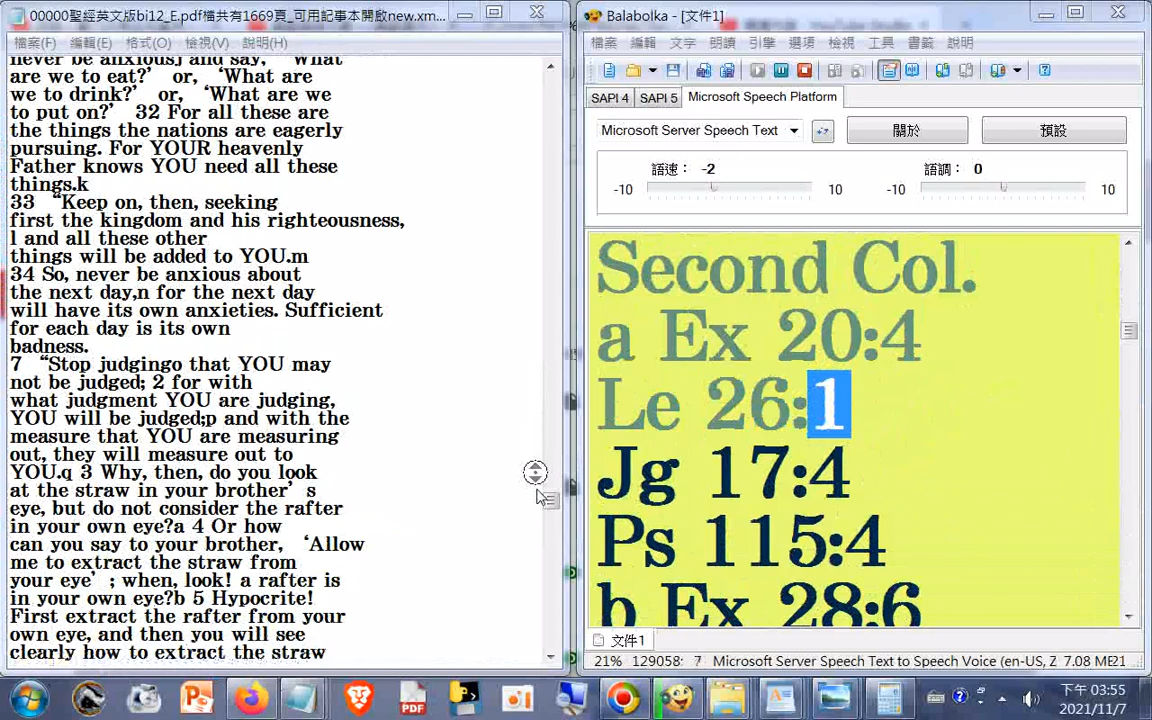 00000聖經英文版bi12_E.pdf檔共有1669頁_可用記事本開啟new.xm...
檔案(F) 編輯(E) 格式(O) 檢視(V) 說明(H)
never be anxiousj and say, ‘What
are we to eat?’ or, ‘What are
we to drink?’ or, ‘What are we
to put on?’ 32 For all these are
the things the nations are eagerly
pursuing. For YOUR heavenly
Father knows YOU need all these
things.k
33 “Keep on, then, seeking
first the kingdom and his righteousness,
l and all these other
things will be added to YOU.m
34 So, never be anxious about
the next day,n for the next day
will have its own anxieties. Sufficient
for each day is its own
badness.
7 “Stop judgingo that YOU may
not be judged; 2 for with
what judgment YOU are judging,
YOU will be judged;p and with the
measure that YOU are measuring
out, they will measure out to
YOU.q 3 Why, then, do you look
at the straw in your brother’s
eye, but do not consider the rafter
in your own eye?a 4 Or how
can you say to your brother, ‘Allow
me to extract the straw from
your eye’; when, look! a rafter is
in your own eye?b 5 Hypocrite!
First extract the rafter from your
own eye, and then you will see
clearly how to extract the straw
Balabolka - [文件1]
檔案 編輯 文字 朗讀 引擎 選項 檢視 工具 書籤 說明
SAPI 4 SAPI 5 Microsoft Speech Platform
Microsoft Server Speech Text 關於 預設
語速： -2 語調： 0
-10 10 -10 10
Second Col.
a Ex 20:4
Le 26:1
Jg 17:4
Ps 115:4
b Ex 28:6
文件1
21% 129058: 7 Microsoft Server Speech Text to Speech Voice (en-US, Z 7.08 ME21
下午 03:55
2021/11/7